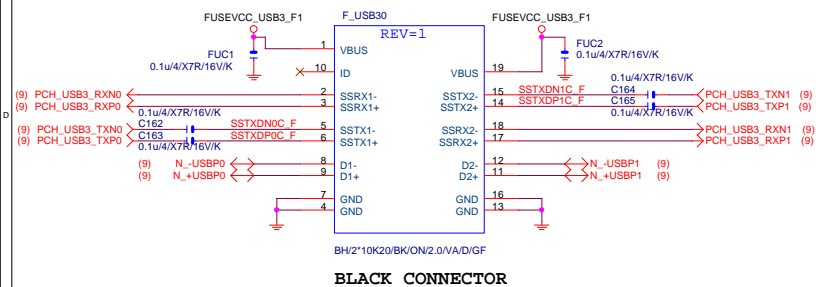 FUSEVCC_USB3_F1 F_USB30 FUSEVCC_USB3_F1
REV=1
FUC1 1 VBUS FUC2
0.1u/4/X7R/16V/K 0.1u/4/X7R/16V/K
10 ID VBUS 19
0.1u/4/X7R/16V/K
(9) PCH_USB3_RXN0 2 SSRX1- SSTX2- 15 SSTXDN1C_F C164 PCH_USB3_TXN1 (9)
(9) PCH_USB3_RXP0 3 SSRX1+ SSTX2+ 14 SSTXDP1C_F C165 PCH_USB3_TXP1 (9)
0.1u/4/X7R/16V/K 0.1u/4/X7R/16V/K
(9) PCH_USB3_TXN0 C162 SSTXDN0C_F 5 SSTX1- SSRX2- 18 PCH_USB3_RXN1 (9)
(9) PCH_USB3_TXP0 C163 SSTXDP0C_F 6 SSTX1+ SSRX2+ 17 PCH_USB3_RXP1 (9)
0.1u/4/X7R/16V/K
(9) N_-USBP0 8 D1- D2- 12 N_-USBP1 (9)
(9) N_+USBP0 9 D1+ D2+ 11 N_+USBP1 (9)
7 GND GND 16
4 GND GND 13
D
BH/2*10K20/BK/ON/2.0/VA/D/GF
BLACK CONNECTOR